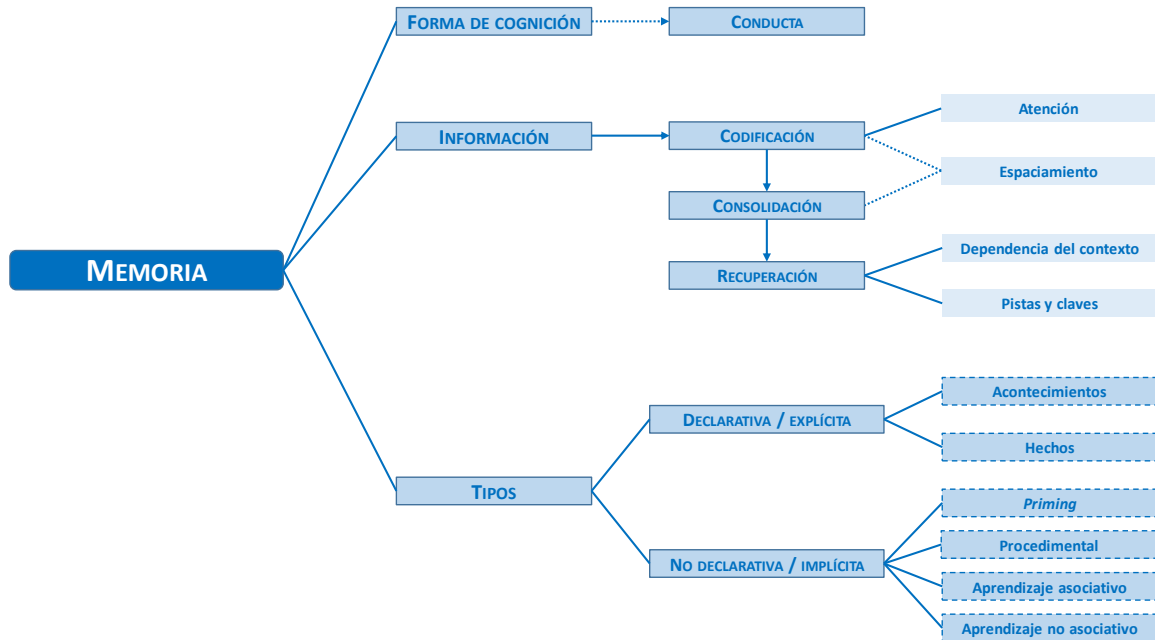 FORMA DE COGNICIÓN
CONDUCTA
INFORMACIÓN
CODIFICACIÓN
Atención
Espaciamiento
CONSOLIDACIÓN
MEMORIA
RECUPERACIÓN
Dependencia del contexto
Pistas y claves
TIPOS
DECLARATIVA / EXPLÍCITA
Acontecimientos
Hechos
NO DECLARATIVA / IMPLÍCITA
Priming
Procedimental
Aprendizaje asociativo
Aprendizaje no asociativo